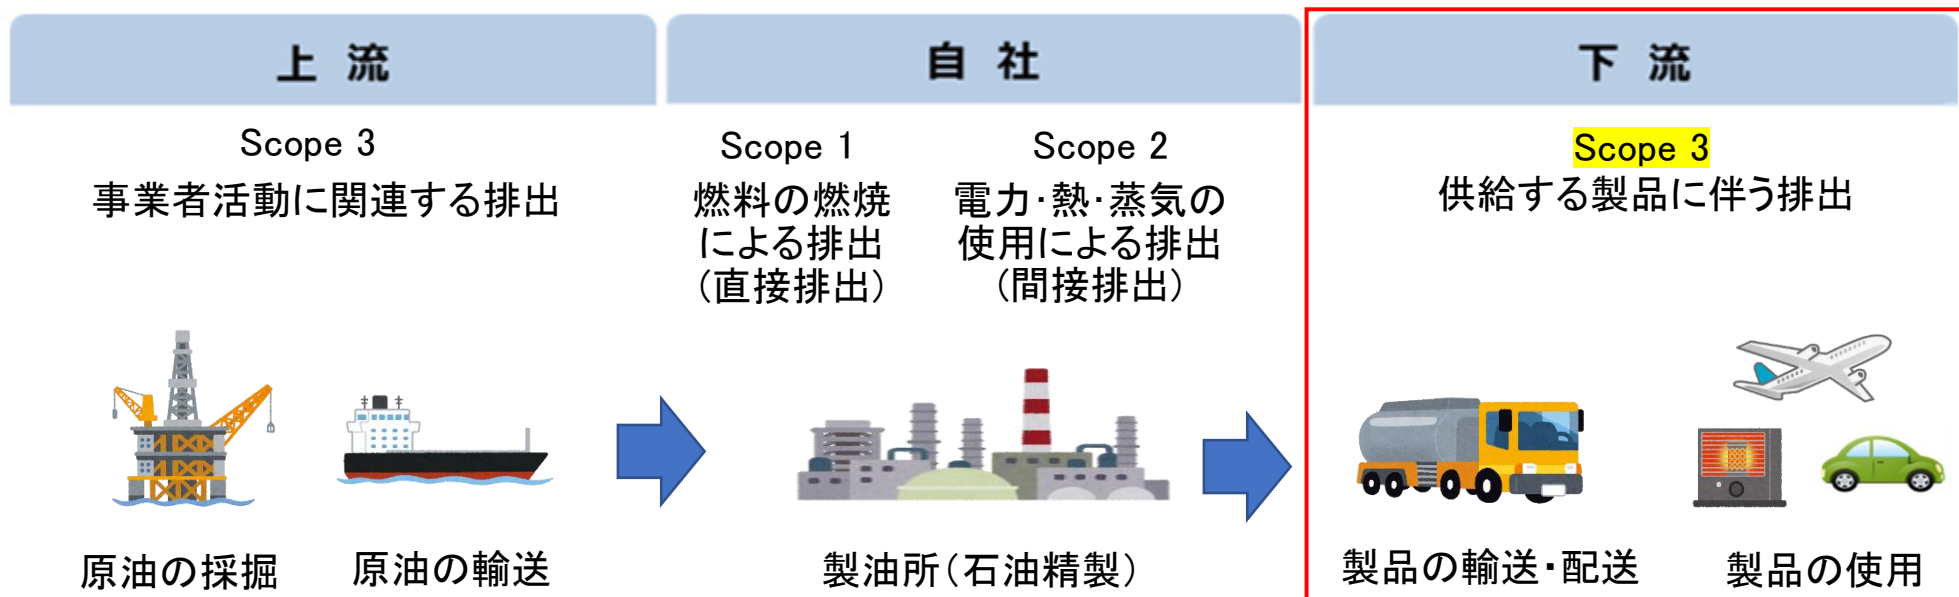 上 流
Scope 3
事業者活動に関連する排出
原油の採掘
原油の輸送
自 社
Scope 1
燃料の燃焼
による排出
(直接排出)
Scope 2
電力・熱・蒸気の
使用による排出
(間接排出)
製油所(石油精製)
下 流
Scope 3
供給する製品に伴う排出
製品の輸送・配送
製品の使用